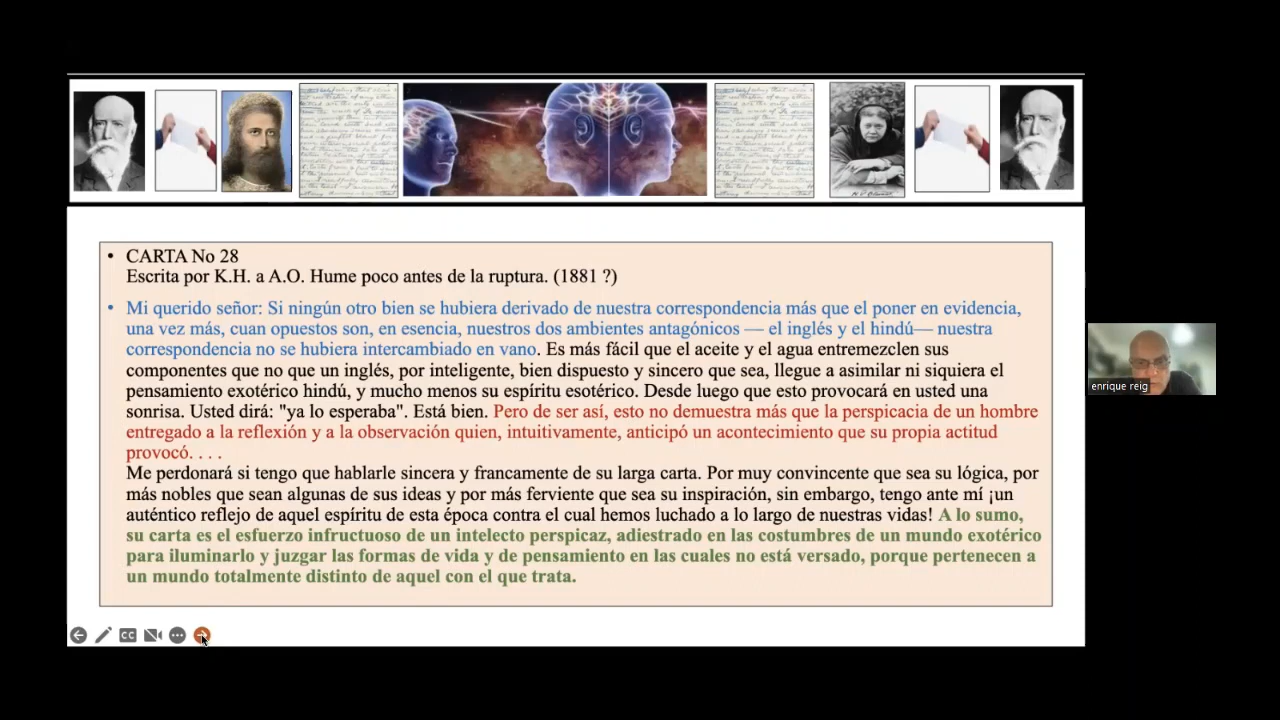 CARTA No 28
Escrita por K.H. a A.O. Hume poco antes de la ruptura. (1881 ?)
Mi querido señor: Si ningún otro bien se hubiera derivado de nuestra correspondencia más que el poner en evidencia,
una vez más, cuan opuestos son, en esencia, nuestros dos ambientes antagónicos — el inglés y el hindú— nuestra
correspondencia no se hubiera intercambiado en vano. Es más fácil que el aceite y el agua entremezclen sus
componentes que no que un inglés, por inteligente, bien dispuesto y sincero que sea, llegue a asimilar ni siquiera el
pensamiento exotérico hindú, y mucho menos su espíritu esotérico. Desde luego que esto provocará en usted una
sonrisa. Usted dirá: "ya lo esperaba". Está bien. Pero de ser así, esto no demuestra más que la perspicacia de un hombre
entregado a la reflexión y a la observación quien, intuitivamente, anticipó un acontecimiento que su propia actitud
provocó. . . .
Me perdonará si tengo que hablarle sincera y francamente de su larga carta. Por muy convincente que sea su lógica, por
más nobles que sean algunas de sus ideas y por más ferviente que sea su inspiración, sin embargo, tengo ante mí ¡un
auténtico reflejo de aquel espíritu de esta época contra el cual hemos luchado a lo largo de nuestras vidas! A lo sumo,
su carta es el esfuerzo infructuoso de un intelecto perspicaz, adiestrado en las costumbres de un mundo exotérico
para iluminarlo y juzgar las formas de vida y de pensamiento en las cuales no está versado, porque pertenecen a
un mundo totalmente distinto de aquel con el que trata.
CC
enrique reig